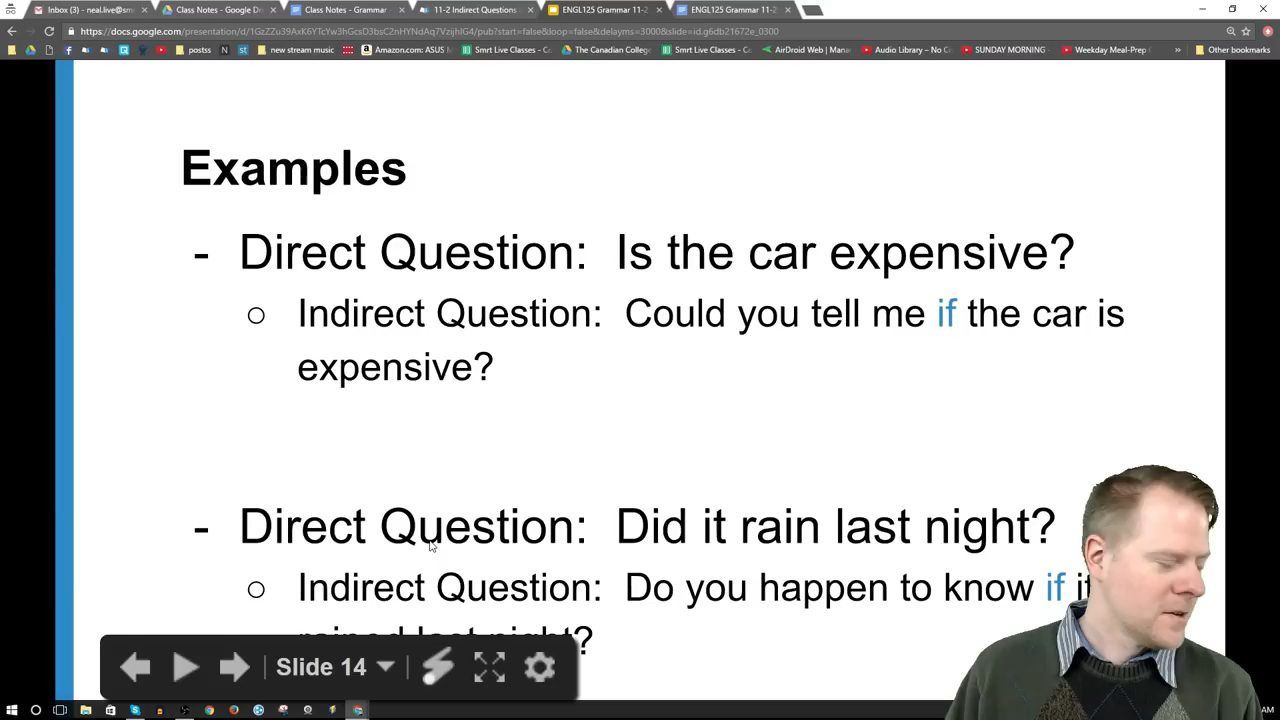 Inbox (3) - neal.live@sm
Class Notes - Google Dr
Class Notes - Grammar
11-2 Indirect Questions
ENGL125 Grammar 11-2
ENGL125 Grammar 11-2
https://docs.google.com/presentation/d/1GzZZu39AxK6YTcYw3hGcsD3bsC2nHYNdAq7VzijhlG4/pub?start=false&loop=false&delayms=3000&slide=id.g6db21672e_0300
postss
new stream music
Amazon.com: ASUS
Smrt Live Classes - C
The Canadian College
Smrt Live Classes - C
AirDroid Web | Mana
Audio Library – No Co
SUNDAY MORNING -
Weekday Meal-Prep
Other bookmarks
Examples
- Direct Question: Is the car expensive?
○ Indirect Question: Could you tell me if the car is
expensive?
- Direct Question: Did it rain last night?
○ Indirect Question: Do you happen to know if it
rained last night?
Slide 14
AM